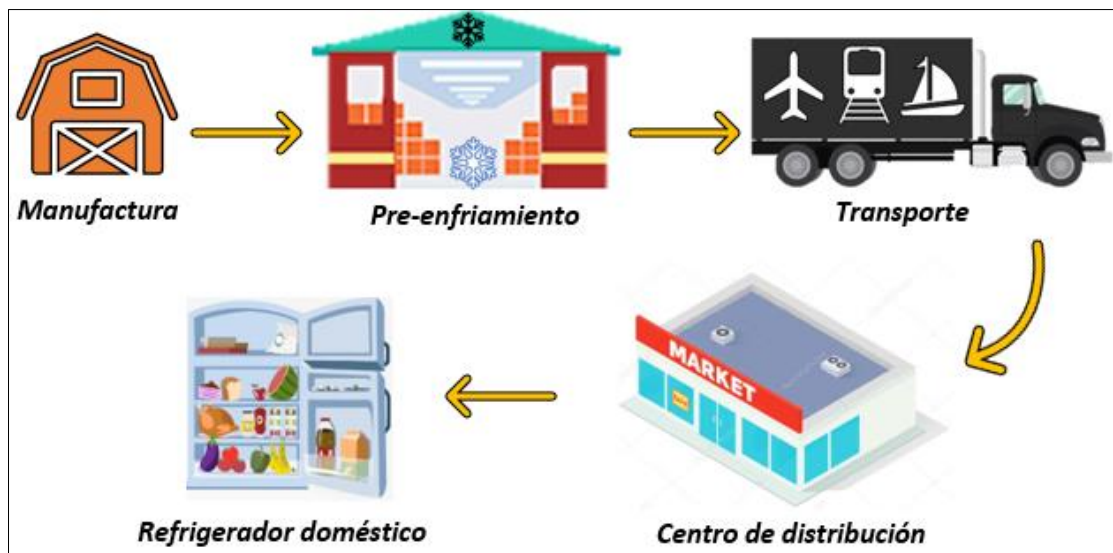 Manufactura
Pre-enfriamiento
Transporte
MARKET
Refrigerador doméstico
Centro de distribución